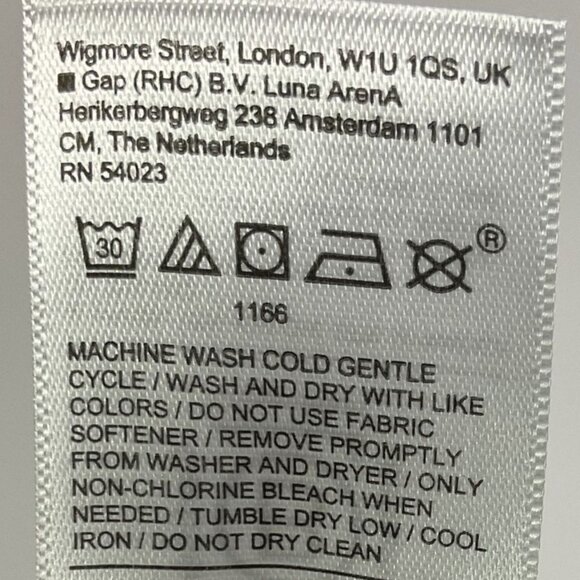 Wigmore Street, London, W1U 1QS, UK
Gap (RHC) B.V. Luna ArenA
Herikerbergweg 238 Amsterdam 1101
CM, The Netherlands
RN 54023
30 ®
1166
MACHINE WASH COLD GENTLE
CYCLE / WASH AND DRY WITH LIKE
COLORS / DO NOT USE FABRIC
SOFTENER / REMOVE PROMPTLY
FROM WASHER AND DRYER / ONLY
NON-CHLORINE BLEACH WHEN
NEEDED / TUMBLE DRY LOW / COOL
IRON / DO NOT DRY CLEAN